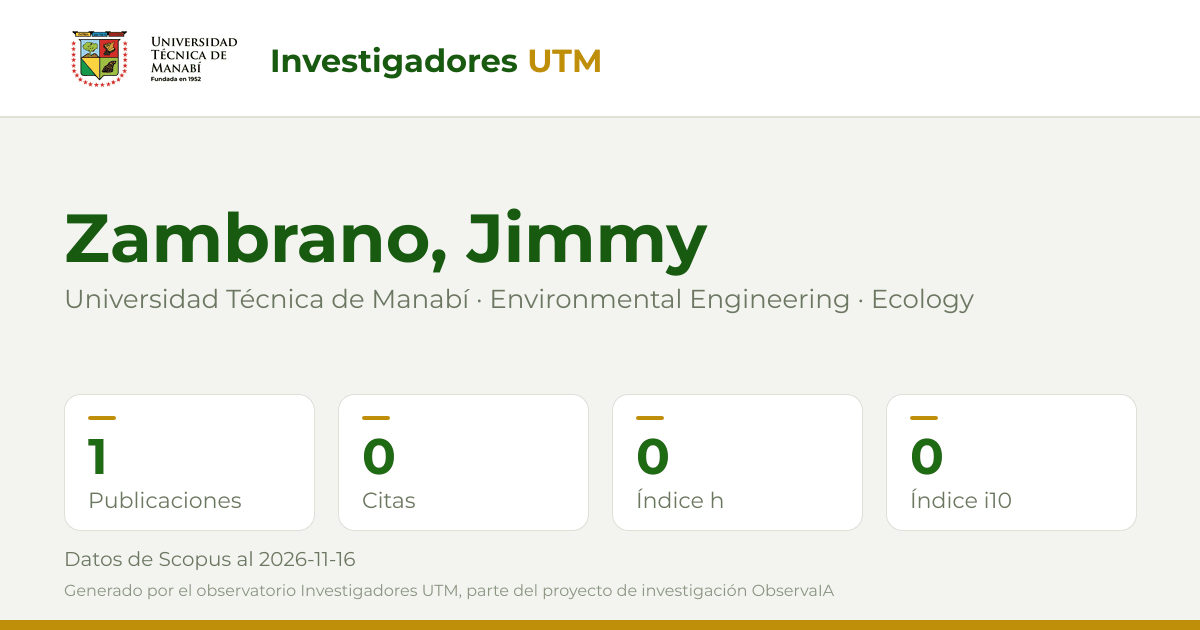 UNIVERSIDAD
TÉCNICA DE
MANABÍ
Fundada en 1952
Investigadores UTM
Zambrano, Jimmy
Universidad Técnica de Manabí · Environmental Engineering · Ecology
1
Publicaciones
0
Citas
0
Índice h
0
Índice i10
Datos de Scopus al 2026-11-16
Generado por el observatorio Investigadores UTM, parte del proyecto de investigación ObservaIA